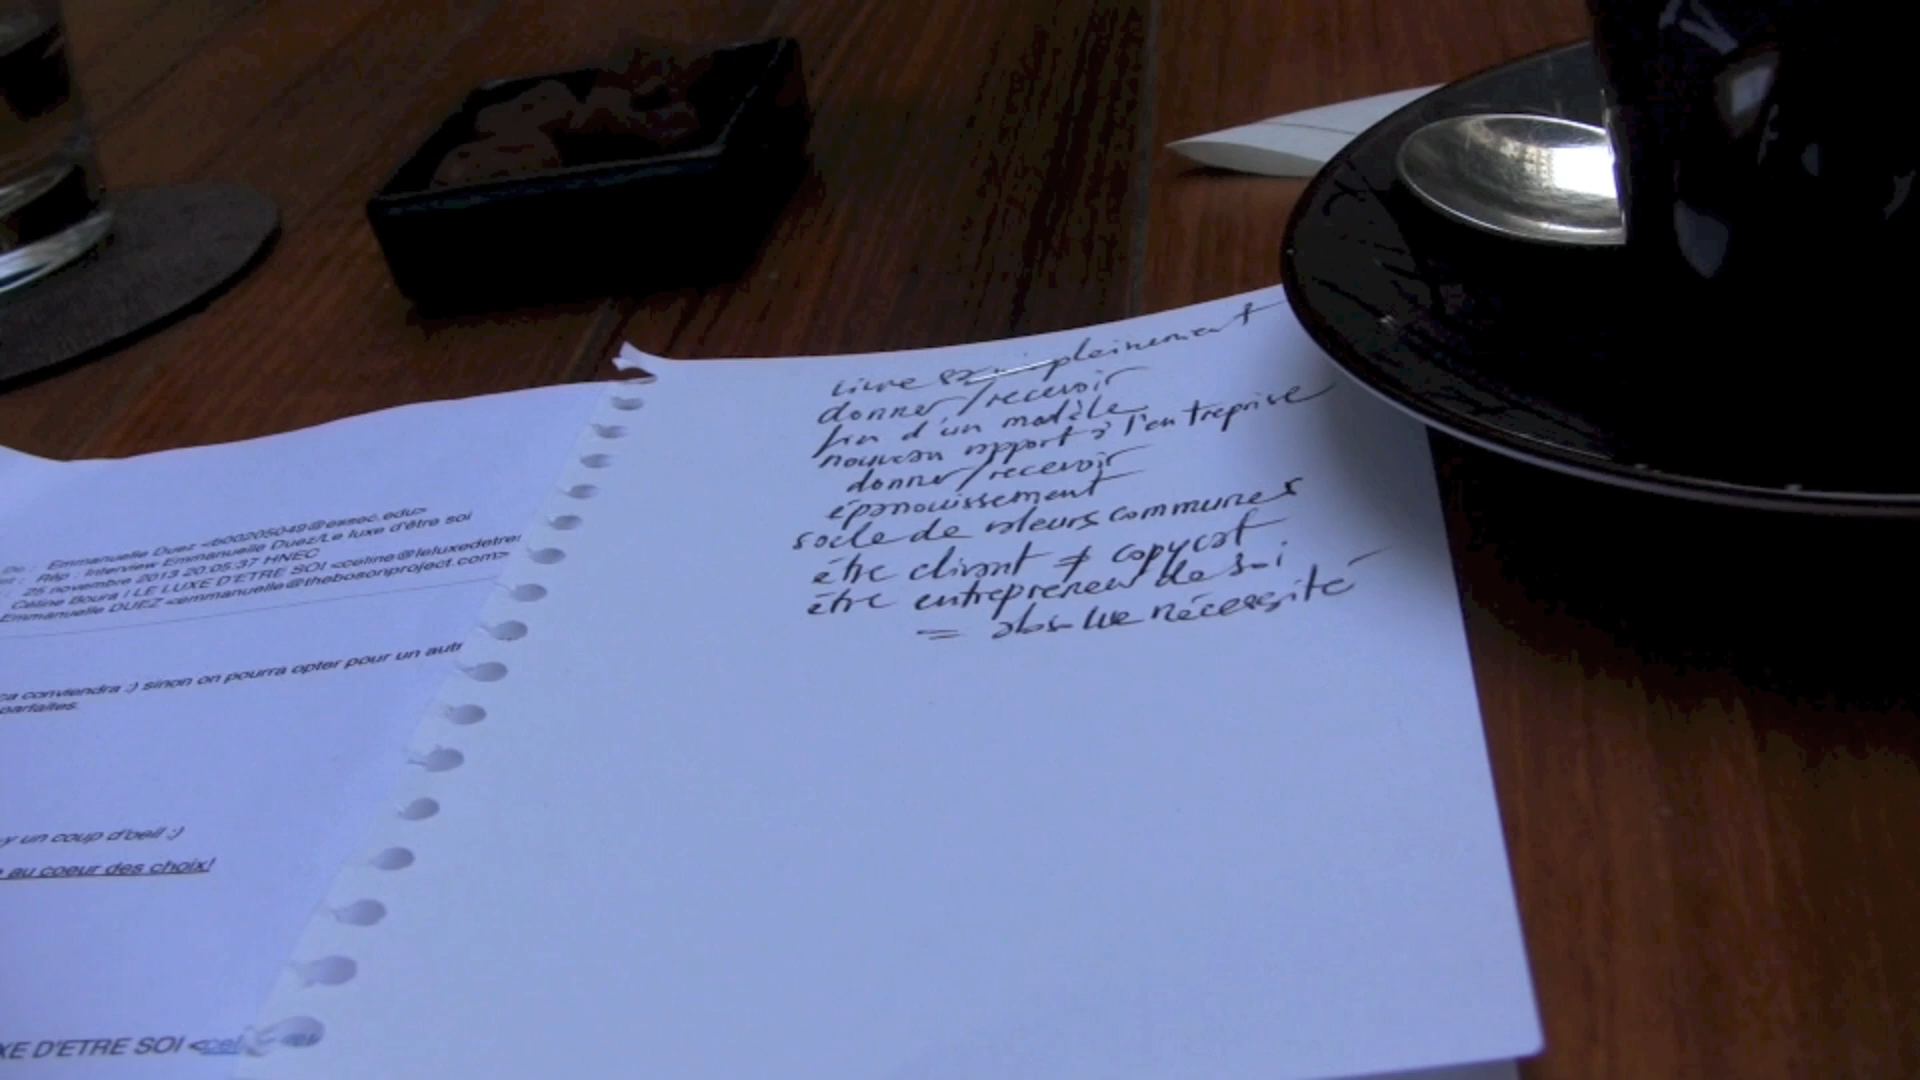 De : Emmanuelle Duez <b00205049@essec.edu>
et : Rép : Interview Emmanuelle Duez/Le luxe d'être soi
: 25 novembre 2013 20:05:37 HNEC
Céline Boura | LE LUXE D'ETRE SOI <celine@leluxedetre
Emmanuelle DUEZ <emmanuelle@thebosonproject.com>
ça conviendra :) sinon on pourra opter pour un autr
parfaites.
-y un coup d'oeil :)
au coeur des choix!
XE D'ETRE SOI <cel
pleinement
donner/recevoir
fin d'un modèle
nouveau rapport à l'entreprise
donner/recevoir
épanouissement
socle de valeurs communes
être ≠ copycat
être entrepreneur de soi
= absolue nécessité